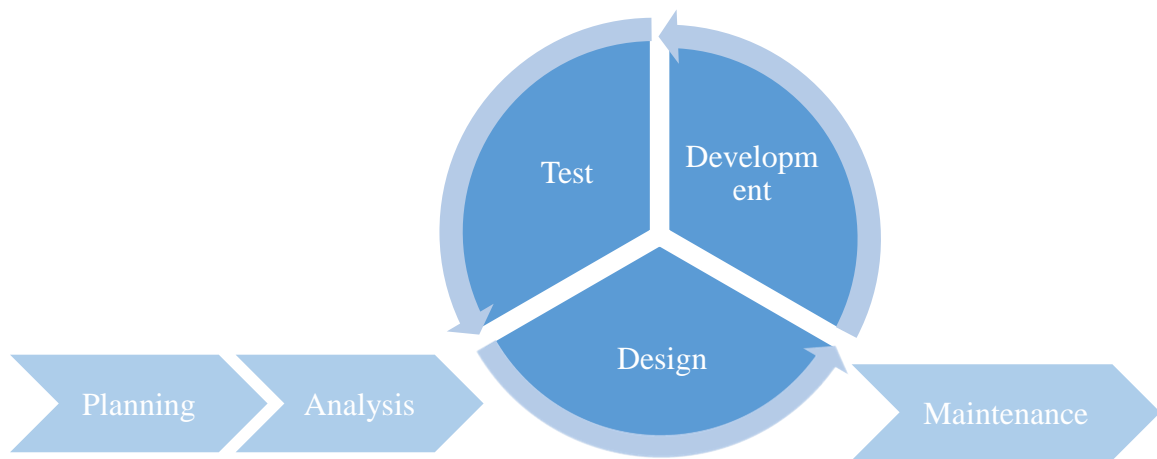 Test
Developm
ent
Design
Planning
Analysis
Maintenance